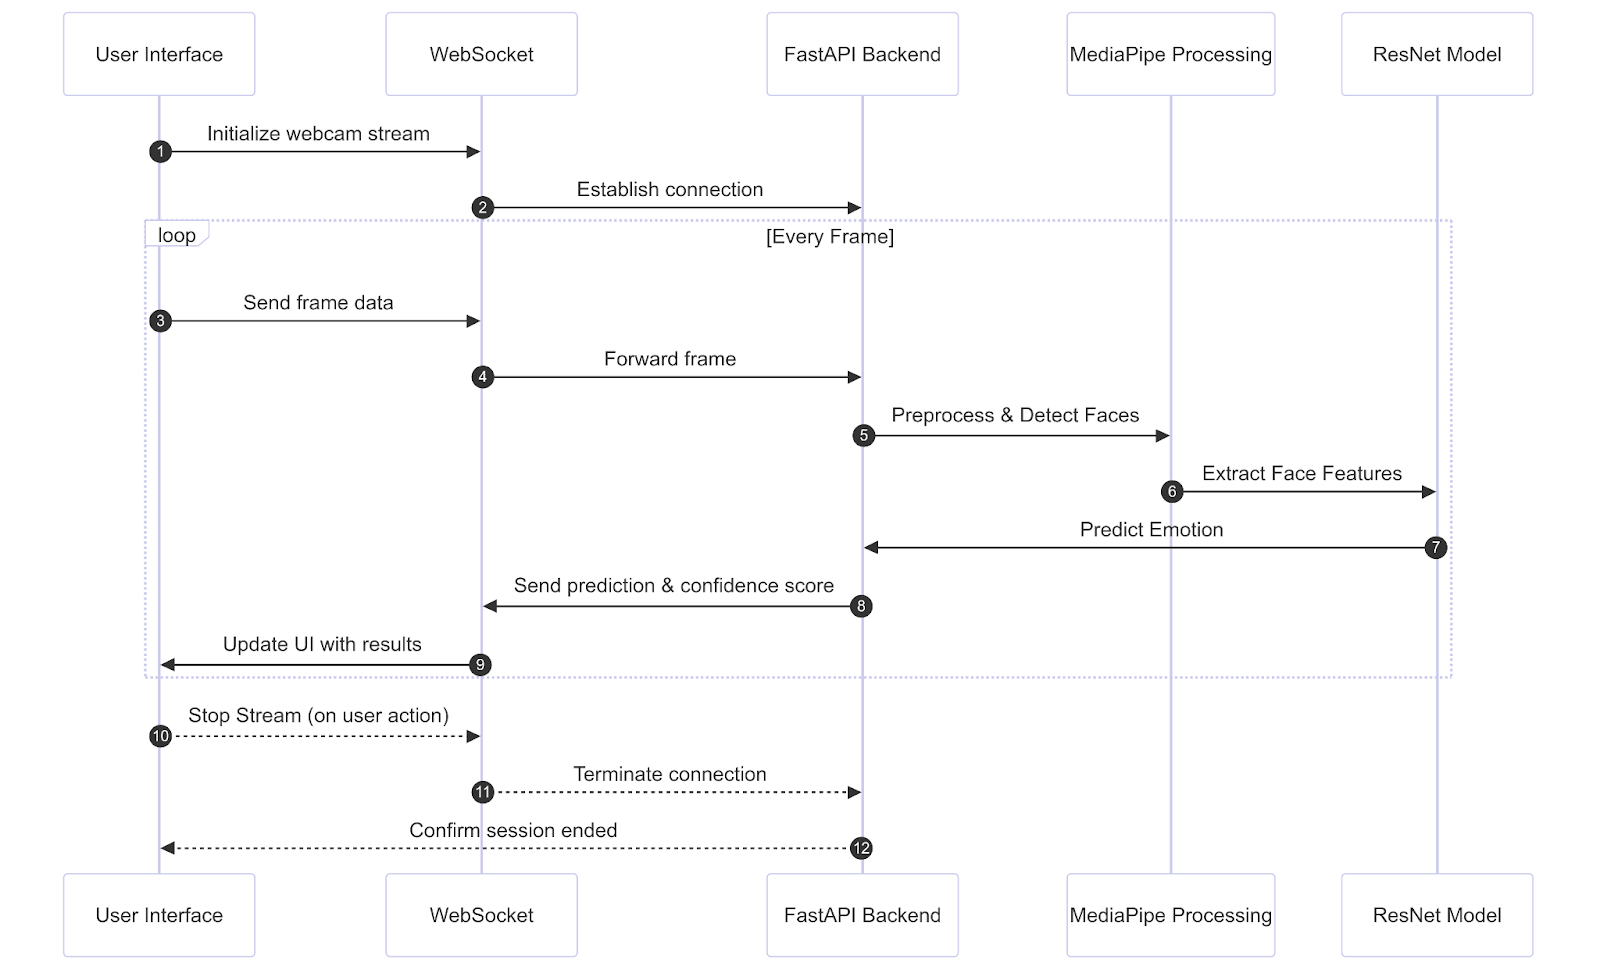 User Interface
WebSocket
FastAPI Backend
MediaPipe Processing
ResNet Model
Initialize webcam stream
1
Establish connection
2
loop
[Every Frame]
Send frame data
3
Forward frame
4
Preprocess & Detect Faces
5
Extract Face Features
6
Predict Emotion
7
Send prediction & confidence score
8
Update UI with results
9
Stop Stream (on user action)
10
Terminate connection
11
Confirm session ended
12
User Interface
WebSocket
FastAPI Backend
MediaPipe Processing
ResNet Model